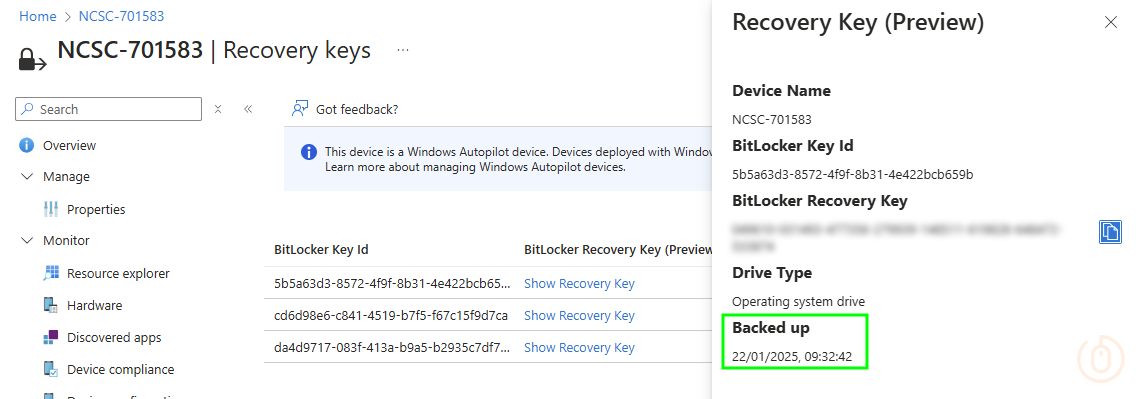 Home > NCSC-701583
NCSC-701583 | Recovery keys ...
Search
Overview
Manage
Properties
Monitor
Resource explorer
Hardware
Discovered apps
Device compliance
Got feedback?
This device is a Windows Autopilot device. Devices deployed with Window
Learn more about managing Windows Autopilot devices.
BitLocker Key Id BitLocker Recovery Key (Preview
5b5a63d3-8572-4f9f-8b31-4e422bcb65... Show Recovery Key
cd6d98e6-c841-4519-b7f5-f67c15f9d7ca Show Recovery Key
da4d9717-083f-413a-b9a5-b2935c7df7... Show Recovery Key
Recovery Key (Preview)
Device Name
NCSC-701583
BitLocker Key Id
5b5a63d3-8572-4f9f-8b31-4e422bcb659b
BitLocker Recovery Key
Drive Type
Operating system drive
Backed up
22/01/2025, 09:32:42